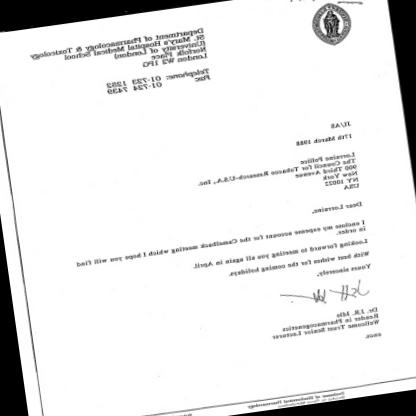 Department of Pharmacology & Toxicology
St. Mary's Hospital Medical School
(University of London)
Norfolk Place
London W2 1PG
Telephone: 01-723 1252
Fax: 01-724 7439
JI/AS
17th March 1988
Lorraine Pollice
The Council for Tobacco Research-U.S.A., Inc.,
900 Third Avenue
New York
NY 10022
USA
Dear Lorraine,
I enclose my expense account for the Camelback meeting which I hope you will find
in order.
Looking forward to meeting you all again in April.
With best wishes for the coming holidays.
Yours sincerely,
Dr. J.R. Idle
Reader in Pharmacogenetics
Wellcome Trust Senior Lecturer
encs.